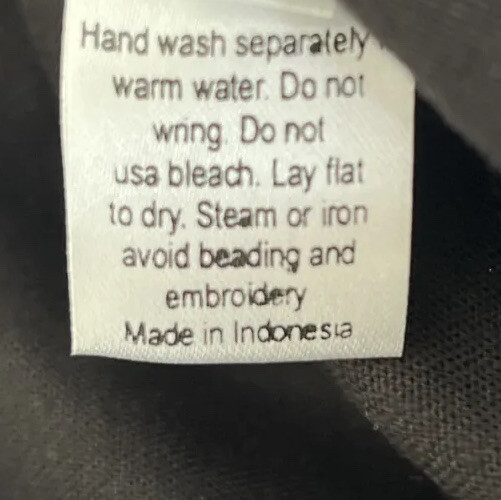 Hand wash separately
warm water. Do not
wring. Do not
usa bleach. Lay flat
to dry. Steam or iron
avoid beading and
embroidery
Made in Indonesia